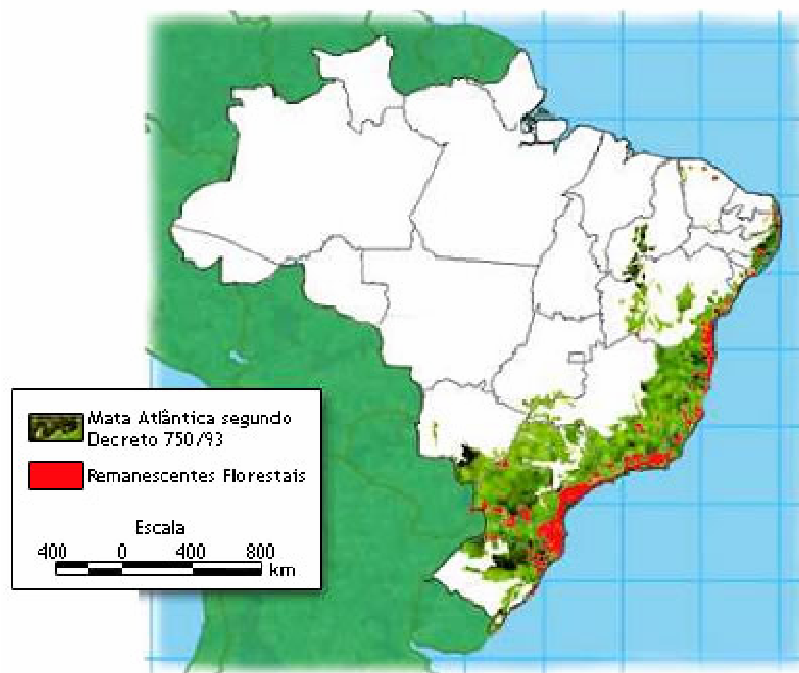 Mata Atlântica segundo
Decreto 750/93
Remanescentes Florestais
Escala
400 0 400 800
km